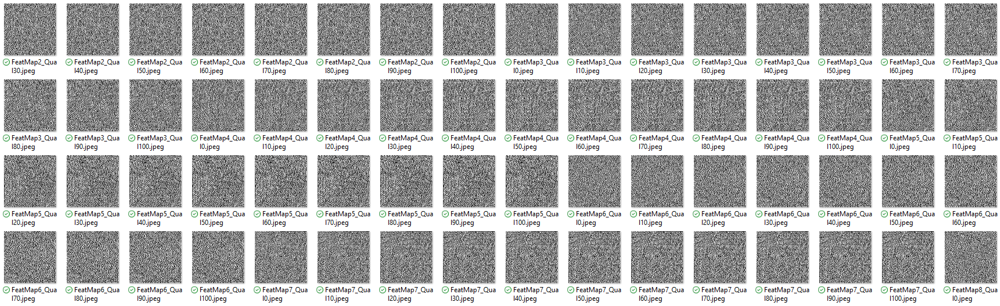 FeatMap2_Qua FeatMap2_Qua FeatMap2_Qua FeatMap2_Qua FeatMap2_Qua FeatMap2_Qua FeatMap2_Qua FeatMap2_Qua FeatMap3_Qua FeatMap3_Qua FeatMap3_Qua FeatMap3_Qua FeatMap3_Qua FeatMap3_Qua FeatMap3_Qua FeatMap3_Qua
l30.jpeg l40.jpeg l50.jpeg l60.jpeg l70.jpeg l80.jpeg l90.jpeg l100.jpeg l0.jpeg l10.jpeg l20.jpeg l30.jpeg l40.jpeg l50.jpeg l60.jpeg l70.jpeg
FeatMap3_Qua FeatMap3_Qua FeatMap3_Qua FeatMap4_Qua FeatMap4_Qua FeatMap4_Qua FeatMap4_Qua FeatMap4_Qua FeatMap4_Qua FeatMap4_Qua FeatMap4_Qua FeatMap4_Qua FeatMap4_Qua FeatMap4_Qua FeatMap5_Qua FeatMap5_Qua
l80.jpeg l90.jpeg l100.jpeg l0.jpeg l10.jpeg l20.jpeg l30.jpeg l40.jpeg l50.jpeg l60.jpeg l70.jpeg l80.jpeg l90.jpeg l100.jpeg l0.jpeg l10.jpeg
FeatMap5_Qua FeatMap5_Qua FeatMap5_Qua FeatMap5_Qua FeatMap5_Qua FeatMap5_Qua FeatMap5_Qua FeatMap5_Qua FeatMap5_Qua FeatMap6_Qua FeatMap6_Qua FeatMap6_Qua FeatMap6_Qua FeatMap6_Qua FeatMap6_Qua FeatMap6_Qua
l20.jpeg l30.jpeg l40.jpeg l50.jpeg l60.jpeg l70.jpeg l80.jpeg l90.jpeg l100.jpeg l0.jpeg l10.jpeg l20.jpeg l30.jpeg l40.jpeg l50.jpeg l60.jpeg
FeatMap6_Qua FeatMap6_Qua FeatMap6_Qua FeatMap6_Qua FeatMap7_Qua FeatMap7_Qua FeatMap7_Qua FeatMap7_Qua FeatMap7_Qua FeatMap7_Qua FeatMap7_Qua FeatMap7_Qua FeatMap7_Qua FeatMap7_Qua FeatMap7_Qua FeatMap8_Qua
l70.jpeg l80.jpeg l90.jpeg l100.jpeg l0.jpeg l10.jpeg l20.jpeg l30.jpeg l40.jpeg l50.jpeg l60.jpeg l70.jpeg l80.jpeg l90.jpeg l100.jpeg l0.jpeg